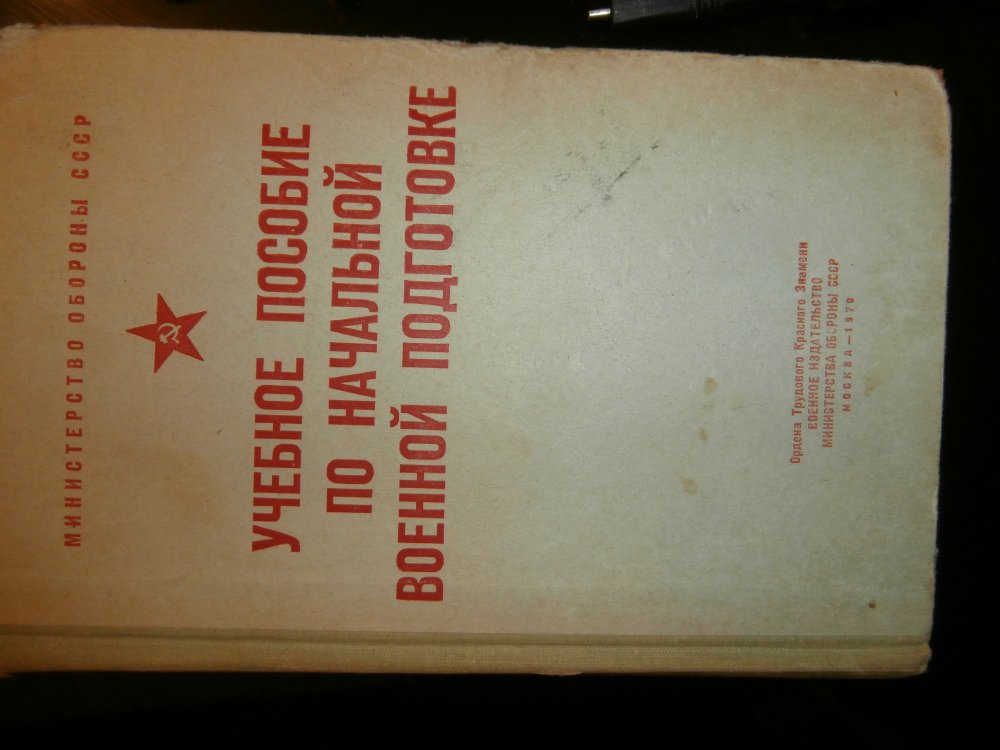 МИНИСТЕРСТВО ОБОРОНЫ СССР
УЧЕБНОЕ ПОСОБИЕ
ПО НАЧАЛЬНОЙ
ВОЕННОЙ ПОДГОТОВКЕ
Ордена Трудового Красного Знамени
ВОЕННОЕ ИЗДАТЕЛЬСТВО
МИНИСТЕРСТВА ОБОРОНЫ СССР
МОСКВА — 1970